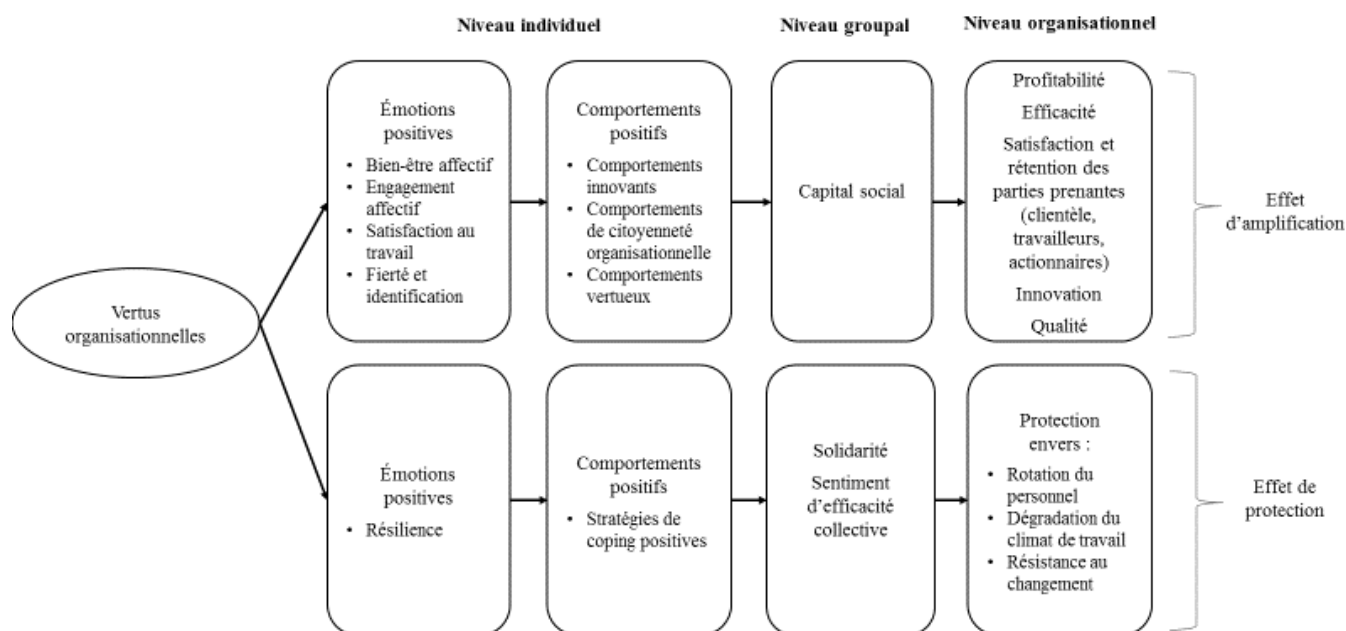 Niveau individuel
Niveau groupal
Niveau organisationnel
Vertus
organisationnelles
Émotions
positives
• Bien-être affectif
• Engagement
affectif
• Satisfaction au
travail
• Fierté et
identification
Comportements
positifs
• Comportements
innovants
• Comportements
de citoyenneté
organisationnelle
• Comportements
vertueux
Capital social
Profitabilité
Efficacité
Satisfaction et
rétention des
parties prenantes
(clientèle,
travailleurs,
actionnaires)
Innovation
Qualité
Effet
d’amplification
Émotions
positives
• Résilience
Comportements
positifs
• Stratégies de
coping positives
Solidarité
Sentiment
d’efficacité
collective
Protection
envers :
• Rotation du
personnel
• Dégradation du
climat de travail
• Résistance au
changement
Effet de
protection